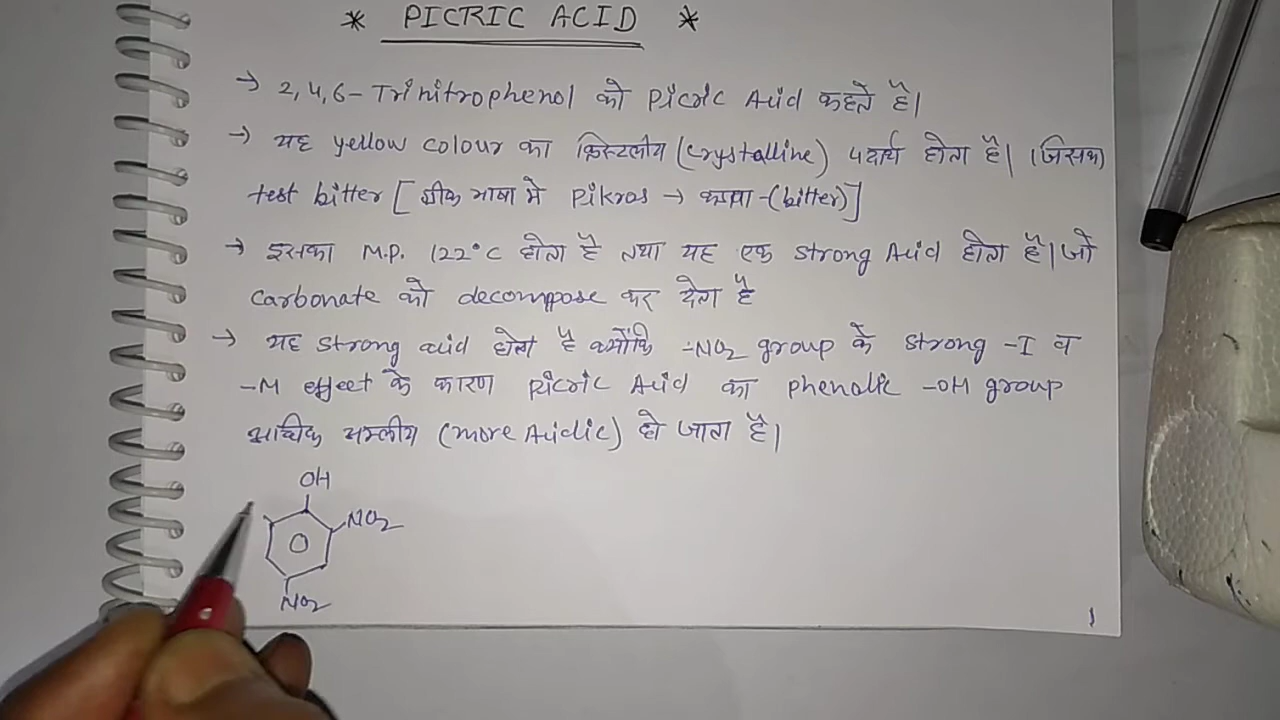 * PICRIC ACID *
→ 2,4,6-Trinitrophenol को Picric Acid कहते है।
→ यह yellow colour का क्रिस्टलीय (crystalline) पदार्थ होता है। (जिसका
test bitter [ ग्रीक भाषा मे Pikros → कड़वा -(bitter)]
→ इसका M.P. 122°C होता है तथा यह एक strong Acid होता है। जो
Carbonate को decompose कर देता है
→ यह strong acid होता है क्योंकि -NO2 group के strong -I व
-M effect के कारण Picric Acid का phenolic -OH group
अधिक अम्लीय (more Acidic) हो जाता है।
OH
NO2
NO2
1